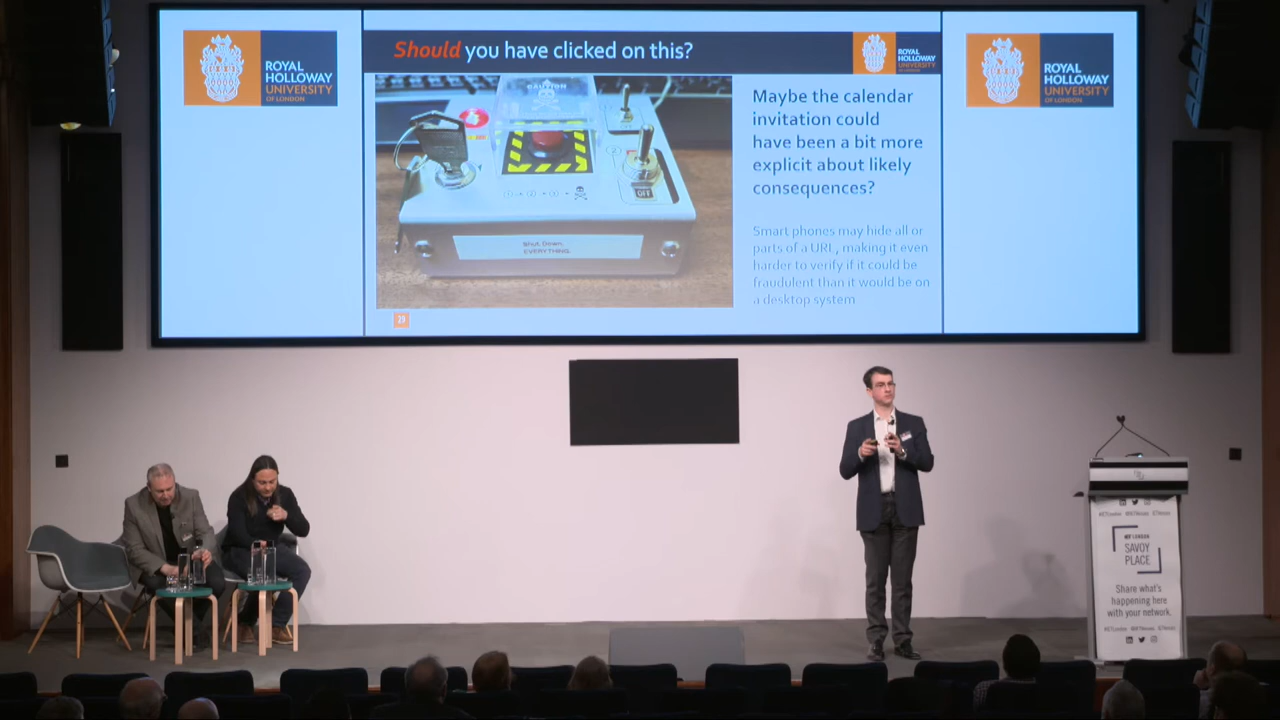 ROYAL
HOLLOWAY
UNIVERSITY
OF LONDON
Should you have clicked on this?
ROYAL
HOLLOWAY
UNIVERSITY
OF LONDON
ROYAL
HOLLOWAY
UNIVERSITY
OF LONDON
CAUTION
OFF
Shut Down
EVERYTHING
Maybe the calendar
invitation could
have been a bit more
explicit about likely
consequences?
Smart phones may hide all or
parts of a URL, making it even
harder to verify if it could be
fraudulent than it would be on
a desktop system
29
LONDON
SAVOY
PLACE
Share what's
happening here
with your network.